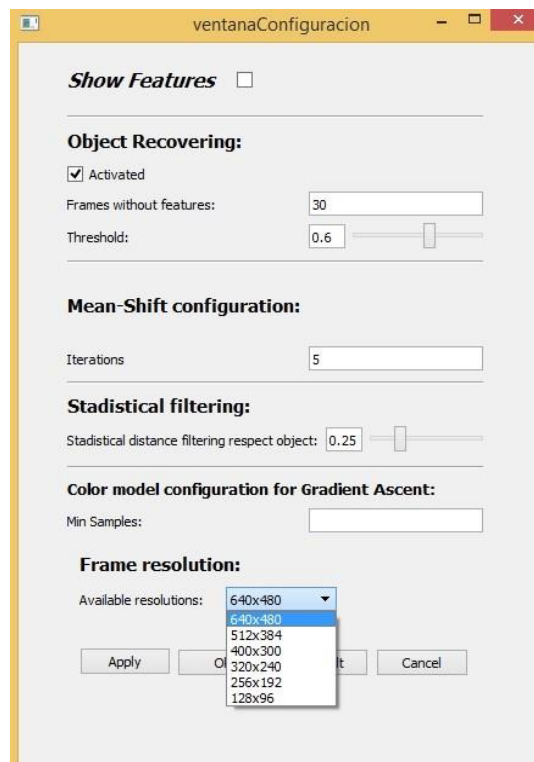 ventanaConfiguracion
Show Features
Object Recovering:
Activated
Frames without features: 30
Threshold: 0.6
Mean-Shift configuration:
Iterations 5
Stadistical filtering:
Stadistical distance filtering respect object: 0.25
Color model configuration for Gradient Ascent:
Min Samples:
Frame resolution:
Available resolutions: 640x480
640x480
512x384
400x300
320x240
256x192
128x96
Apply Cancel